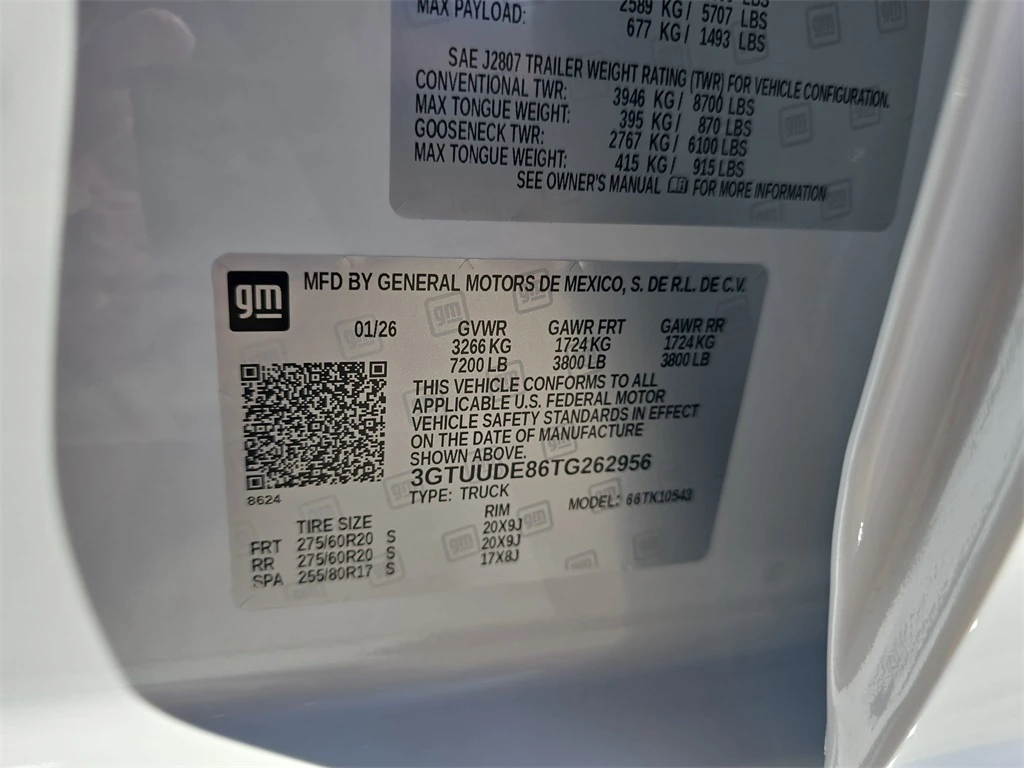 2589 KG/ 5707 LBS
MAX PAYLOAD: 677 KG/ 1493 LBS
SAE J2807 TRAILER WEIGHT RATING (TWR) FOR VEHICLE CONFIGURATION.
CONVENTIONAL TWR: 3946 KG/ 8700 LBS
MAX TONGUE WEIGHT: 395 KG/ 870 LBS
GOOSENECK TWR: 2767 KG/ 6100 LBS
MAX TONGUE WEIGHT: 415 KG/ 915 LBS
SEE OWNER'S MANUAL FOR MORE INFORMATION
gm
MFD BY GENERAL MOTORS DE MEXICO, S. DE R.L. DE C.V.
01/26 GVWR GAWR FRT GAWR RR
3266 KG 1724 KG 1724 KG
7200 LB 3800 LB 3800 LB
THIS VEHICLE CONFORMS TO ALL
APPLICABLE U.S. FEDERAL MOTOR
VEHICLE SAFETY STANDARDS IN EFFECT
ON THE DATE OF MANUFACTURE
SHOWN ABOVE.
3GTUUDE86TG262956
8624
TYPE: TRUCK MODEL: 66TK10543
TIRE SIZE RIM
FRT 275/60R20 S 20X9J
RR 275/60R20 S 20X9J
SPA 255/80R17 S 17X8J